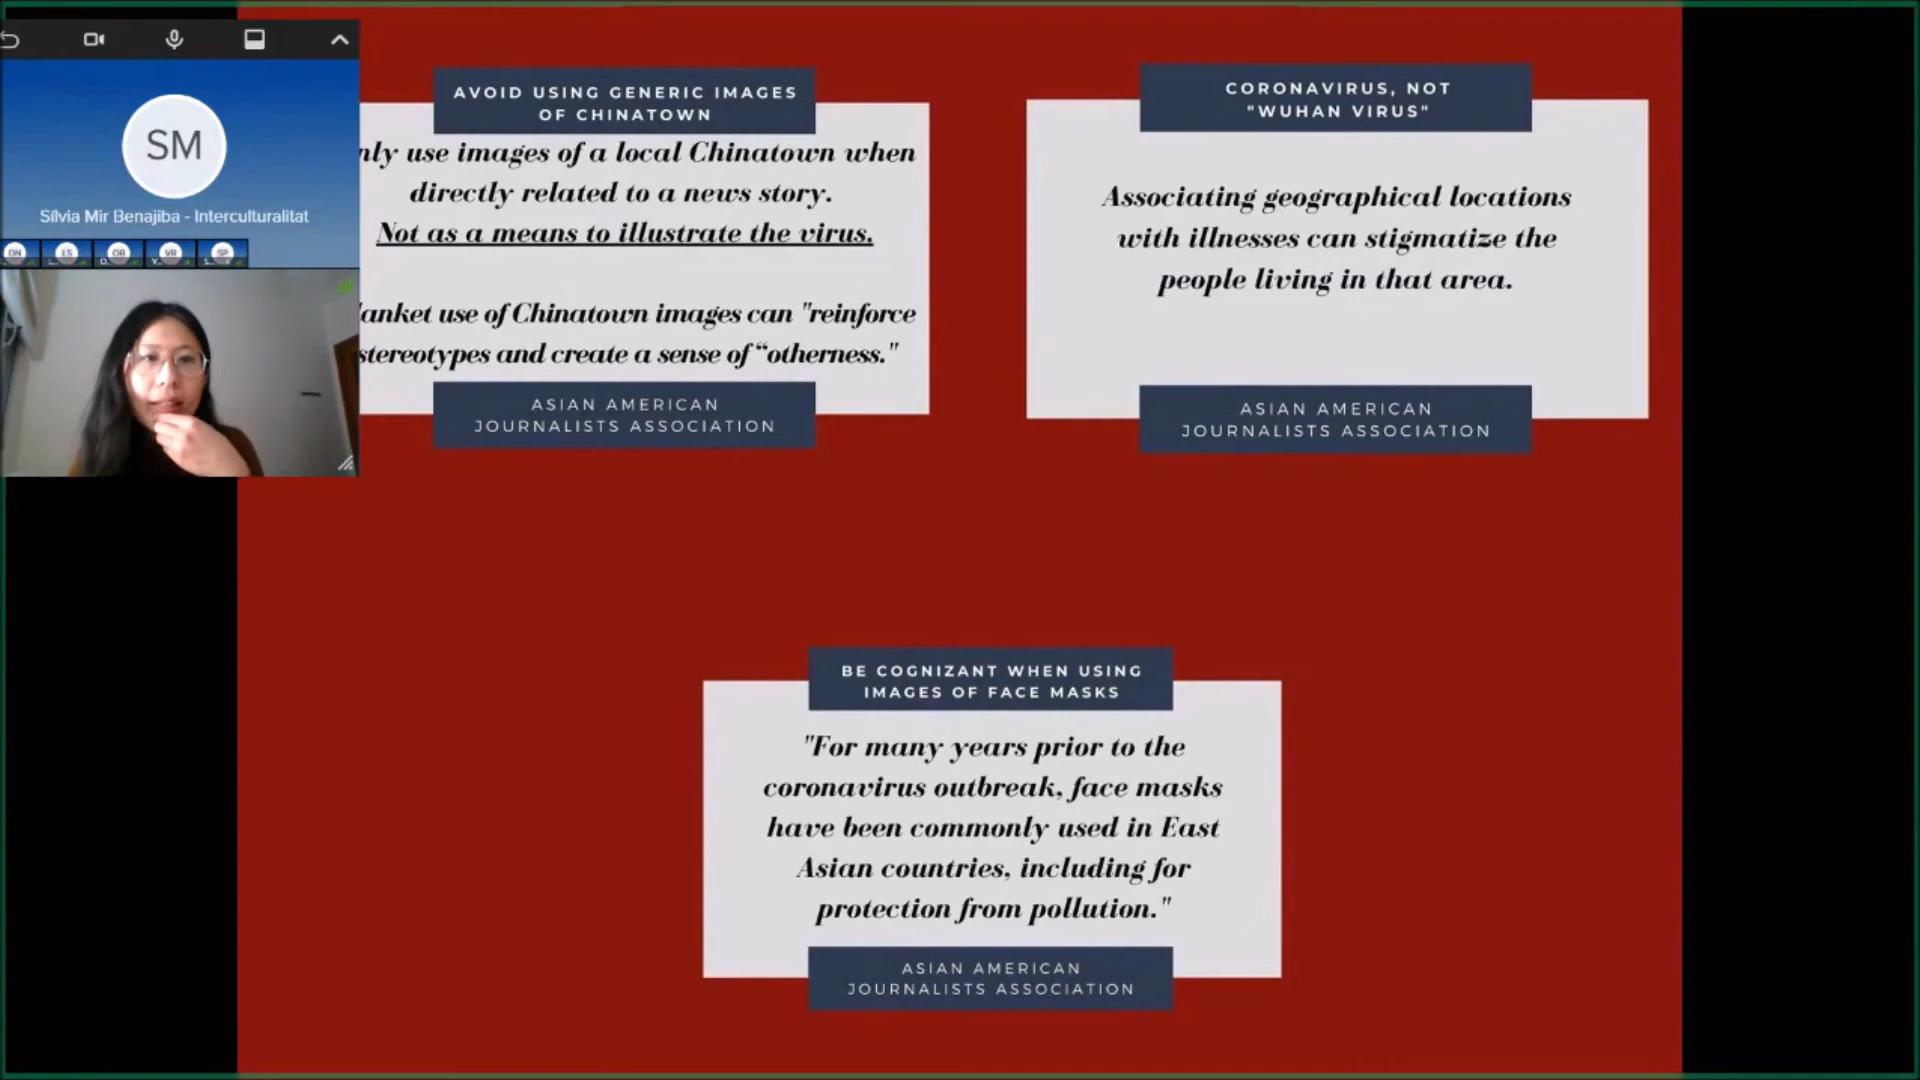 SM
Sílvia Mir Benajiba - Interculturalitat
DN
LS
OB
VR
SP
AVOID USING GENERIC IMAGES
OF CHINATOWN
nly use images of a local Chinatown when
directly related to a news story.
Not as a means to illustrate the virus.
lanket use of Chinatown images can "reinforce
stereotypes and create a sense of “otherness."
ASIAN AMERICAN
JOURNALISTS ASSOCIATION
CORONAVIRUS, NOT
"WUHAN VIRUS"
Associating geographical locations
with illnesses can stigmatize the
people living in that area.
ASIAN AMERICAN
JOURNALISTS ASSOCIATION
BE COGNIZANT WHEN USING
IMAGES OF FACE MASKS
"For many years prior to the
coronavirus outbreak, face masks
have been commonly used in East
Asian countries, including for
protection from pollution."
ASIAN AMERICAN
JOURNALISTS ASSOCIATION